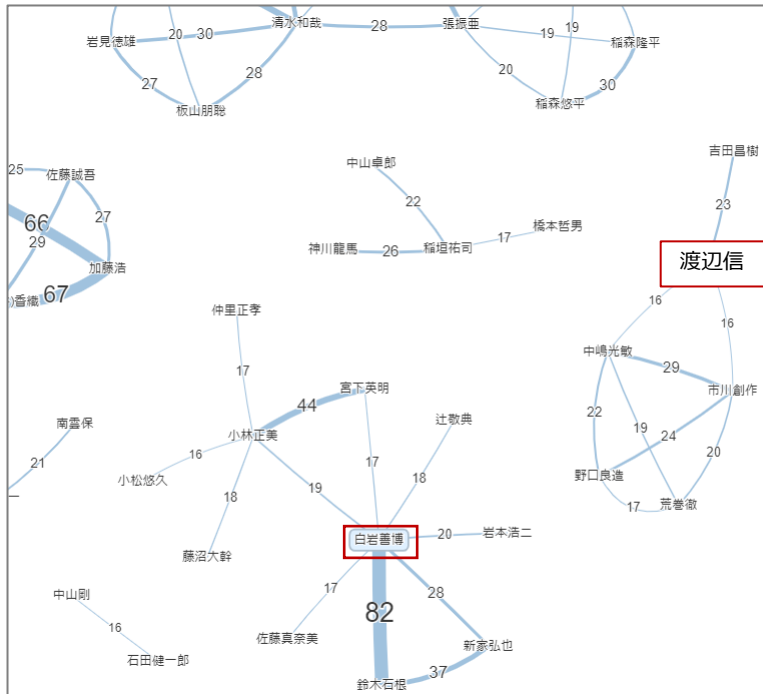 清水和哉
28
張振亜
岩見徳雄
20
30
19
19
稲森隆平
27
28
20
30
板山朋聡
稲森悠平
25
佐藤誠吾
中山卓郎
吉田昌樹
22
23
66
27
29
橋本哲男
神川龍馬
26
稲垣祐司
17
加藤浩
渡辺信
67
仲里正孝
16
16
中嶋光敏
17
29
宮下英明
市川創作
44
22
辻敬典
南雲保
小林正美
19
24
16
17
20
21
小松悠久
18
19
18
野口良造
17
荒巻徹
白岩善博
20
岩本浩二
藤沼大幹
17
28
中山剛
82
16
佐藤真奈美
新家弘也
石田健一郎
37
鈴木石根